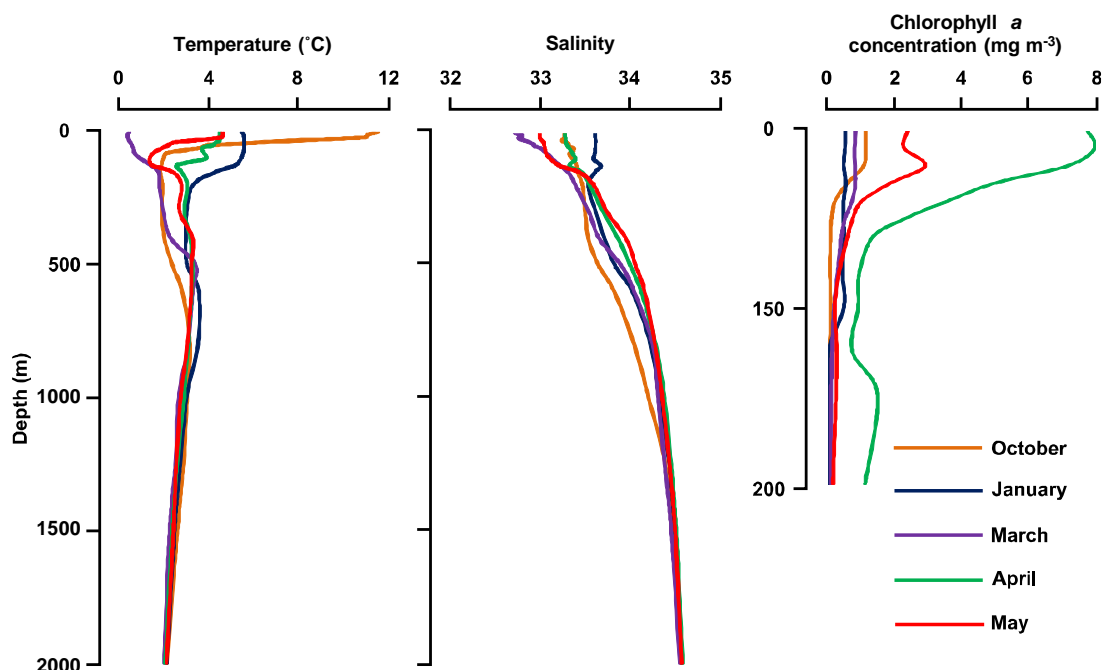 Temperature (˚C)
0 4 8 12
Salinity
32 33 34 35
Chlorophyll a
concentration (mg m-3)
0 2 4 6 8
Depth (m)
0
500
1000
1500
2000
0
150
200
October
January
March
April
May